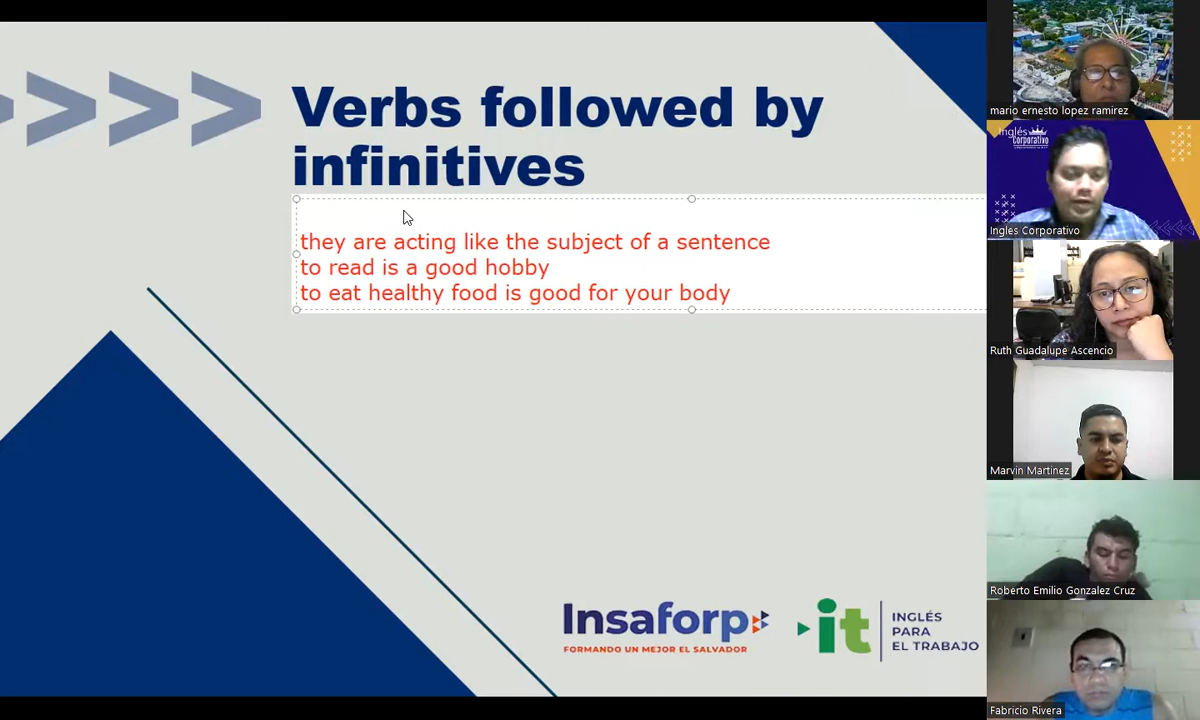 Verbs followed by
infinitives
they are acting like the subject of a sentence
to read is a good hobby
to eat healthy food is good for your body
Insaforp
FORMANDO UN MEJOR EL SALVADOR
it
INGLÉS
PARA
EL TRABAJO
mario ernesto lopez ramirez
Inglés
Corporativo
Ingles Corporativo
Ruth Guadalupe Ascencio
Marvin Martinez
Roberto Emilio Gonzalez Cruz
Fabricio Rivera